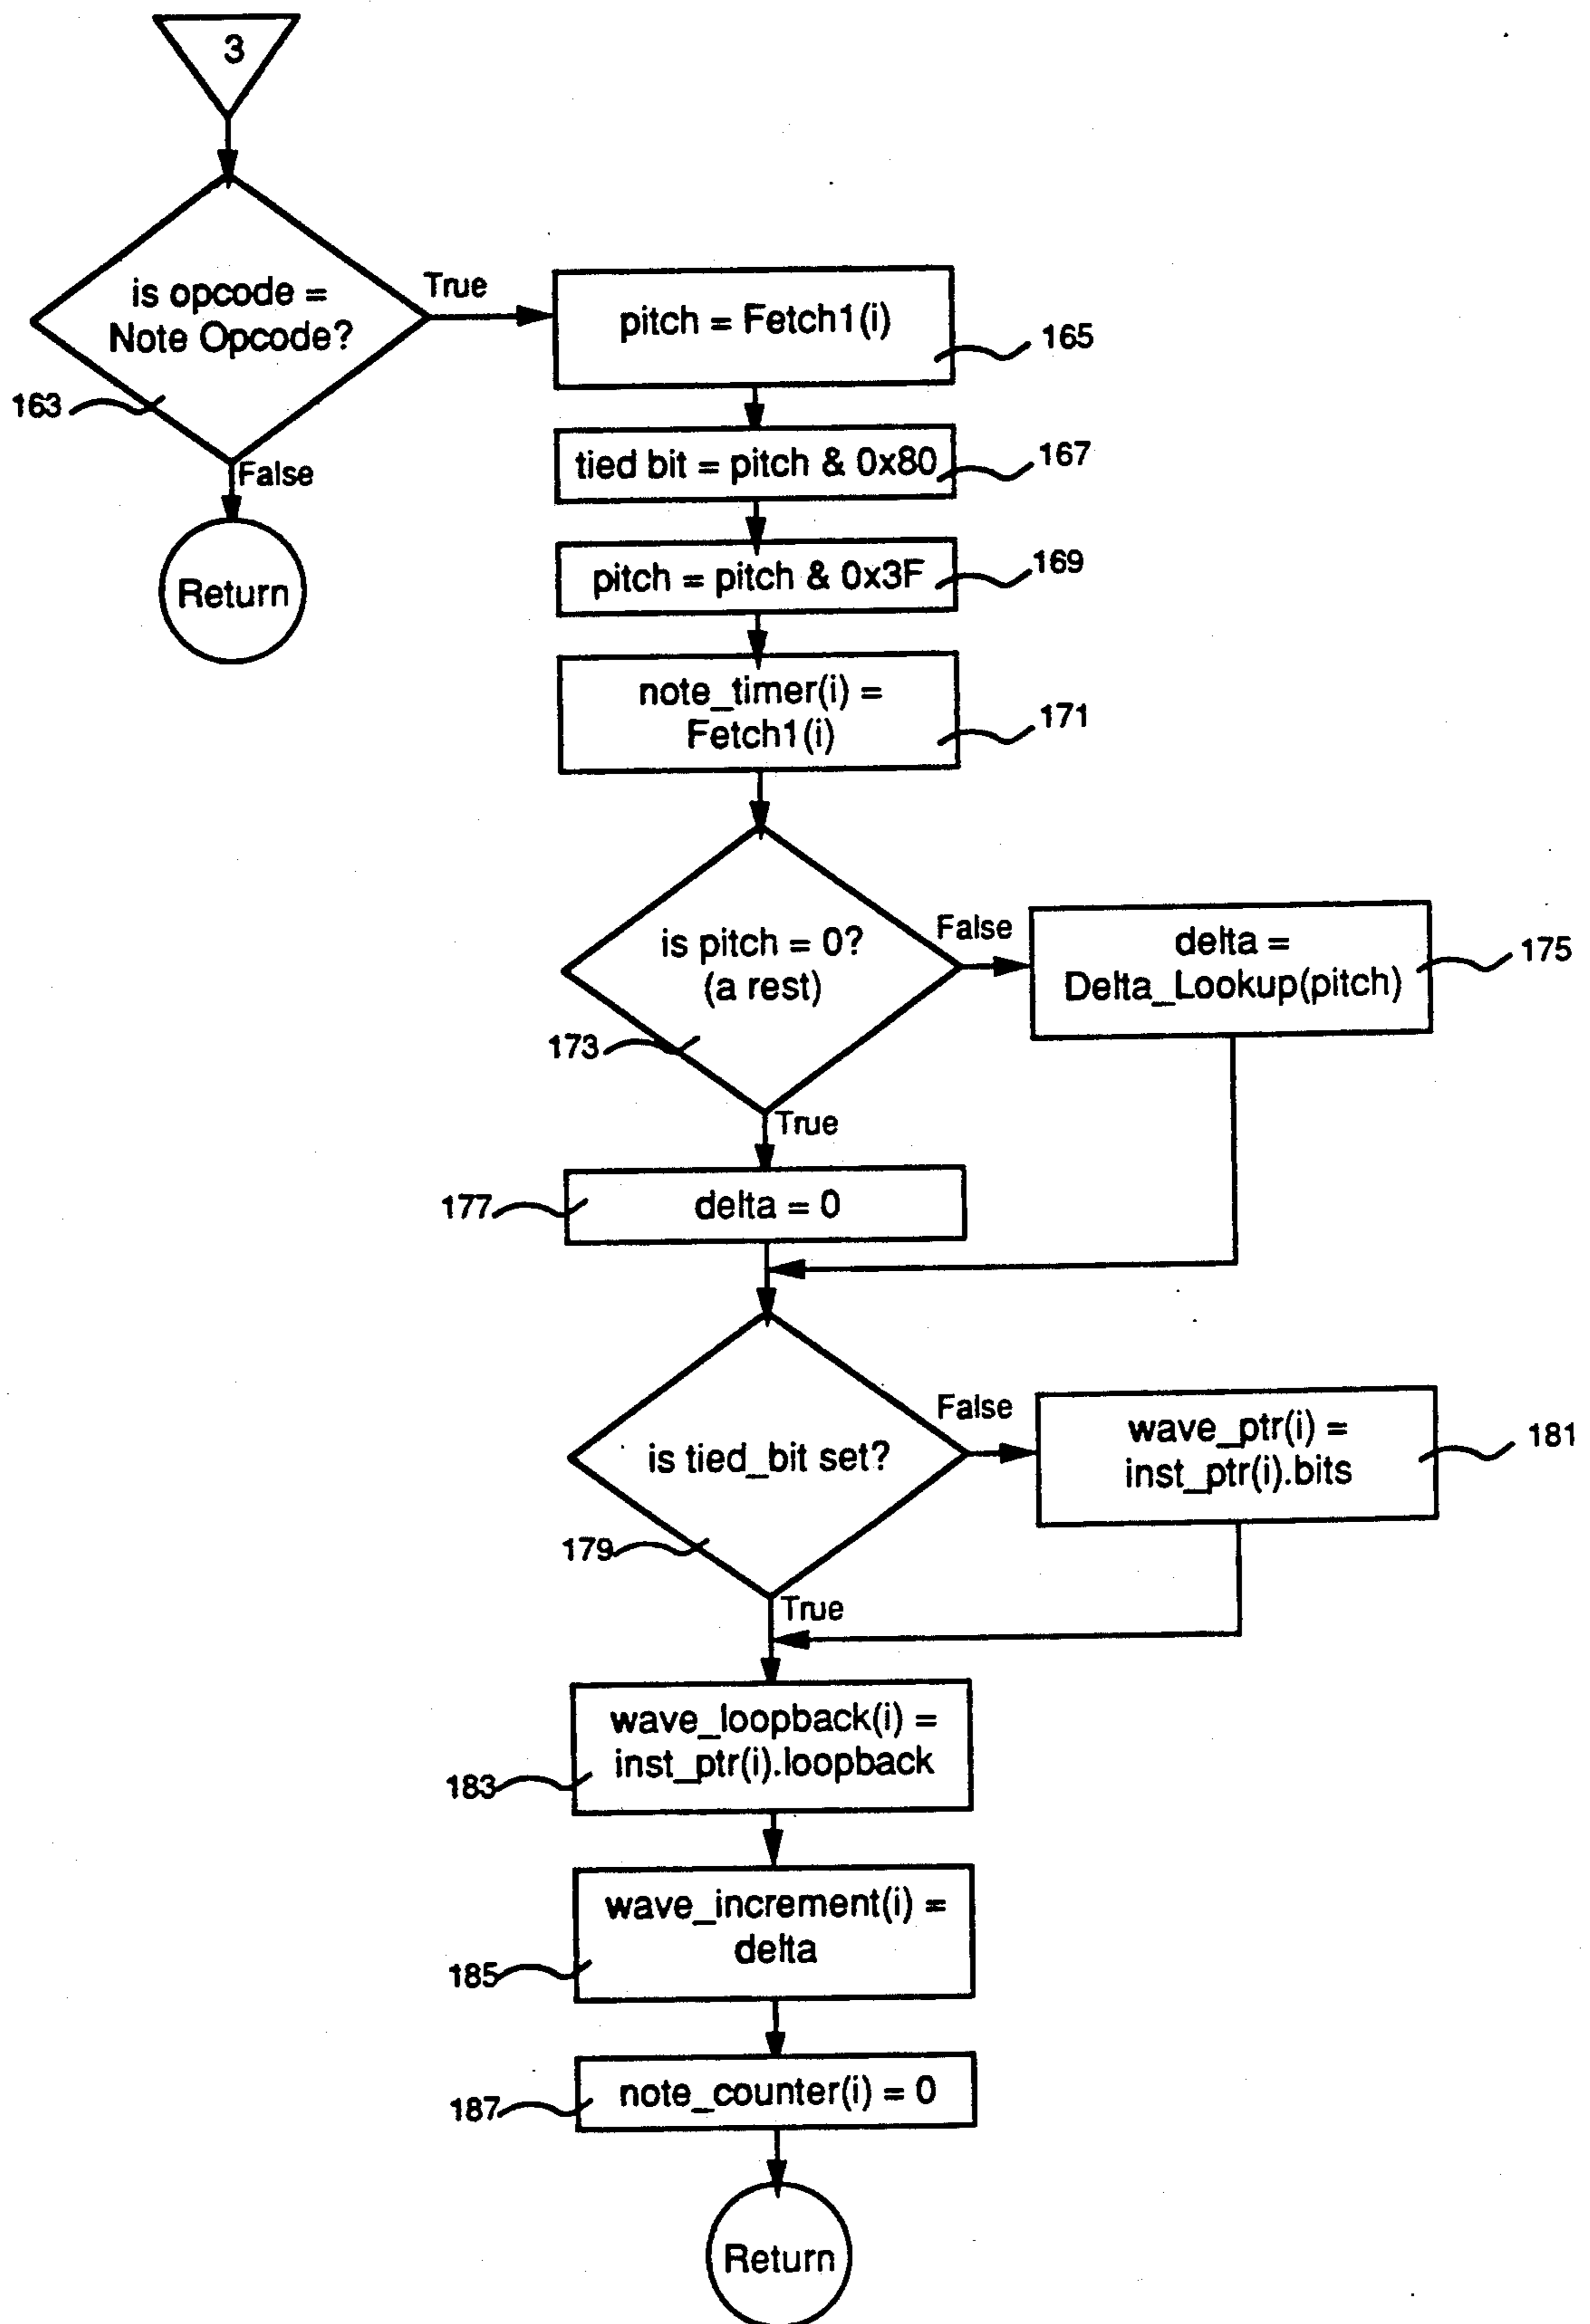 3
is opcode =
Note Opcode?
163
True
False
Return
pitch = Fetch1(i)
165
tied bit = pitch & 0x80
167
pitch = pitch & 0x3F
169
note_timer(i) =
Fetch1(i)
171
is pitch = 0?
(a rest)
173
False
delta =
Delta_Lookup(pitch)
175
True
177
delta = 0
is tied_bit set?
179
False
wave_ptr(i) =
inst_ptr(i).bits
181
True
wave_loopback(i) =
inst_ptr(i).loopback
183
wave_increment(i) =
delta
185
note_counter(i) = 0
187
Return